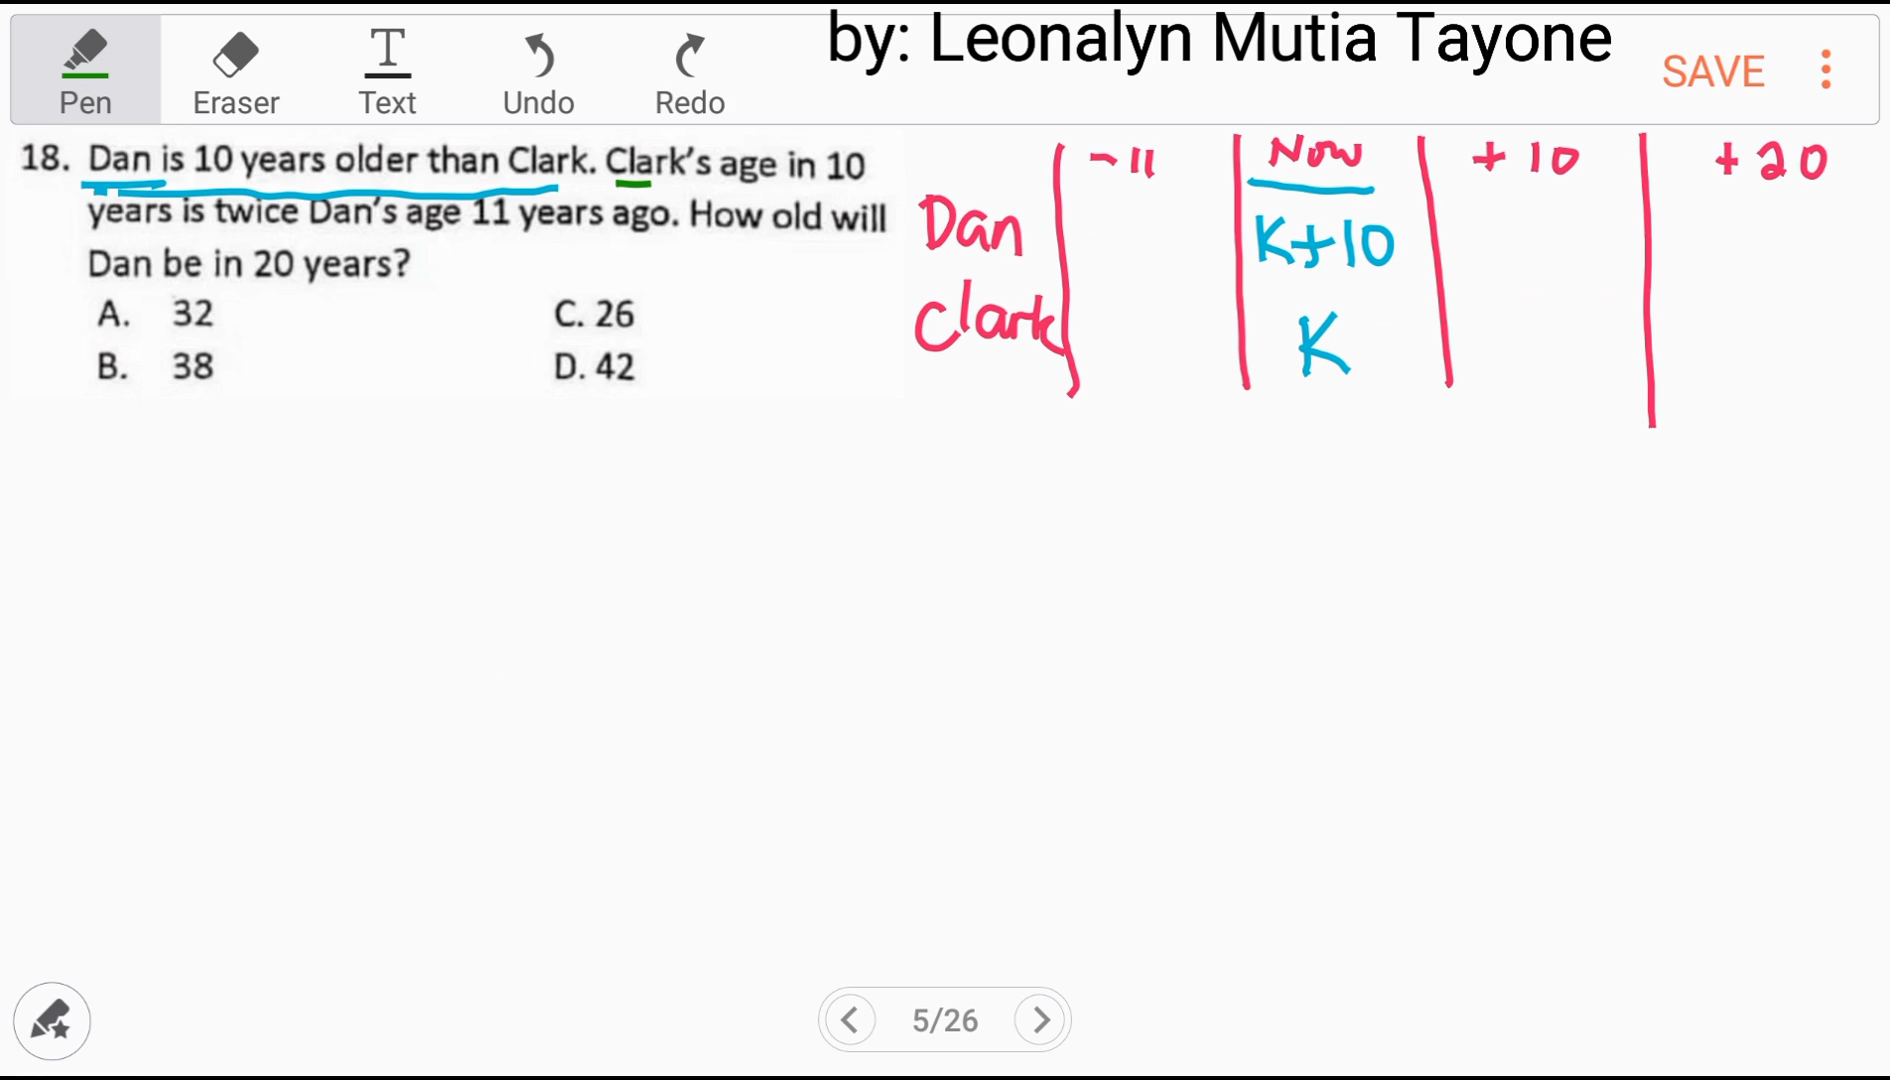 by: Leonalyn Mutia Tayone
Pen Eraser Text Undo Redo SAVE
18. Dan is 10 years older than Clark. Clark's age in 10
years is twice Dan's age 11 years ago. How old will
Dan be in 20 years?
A. 32 C. 26
B. 38 D. 42
-11 Now +10 +20
Dan K+10
Clark K
5/26